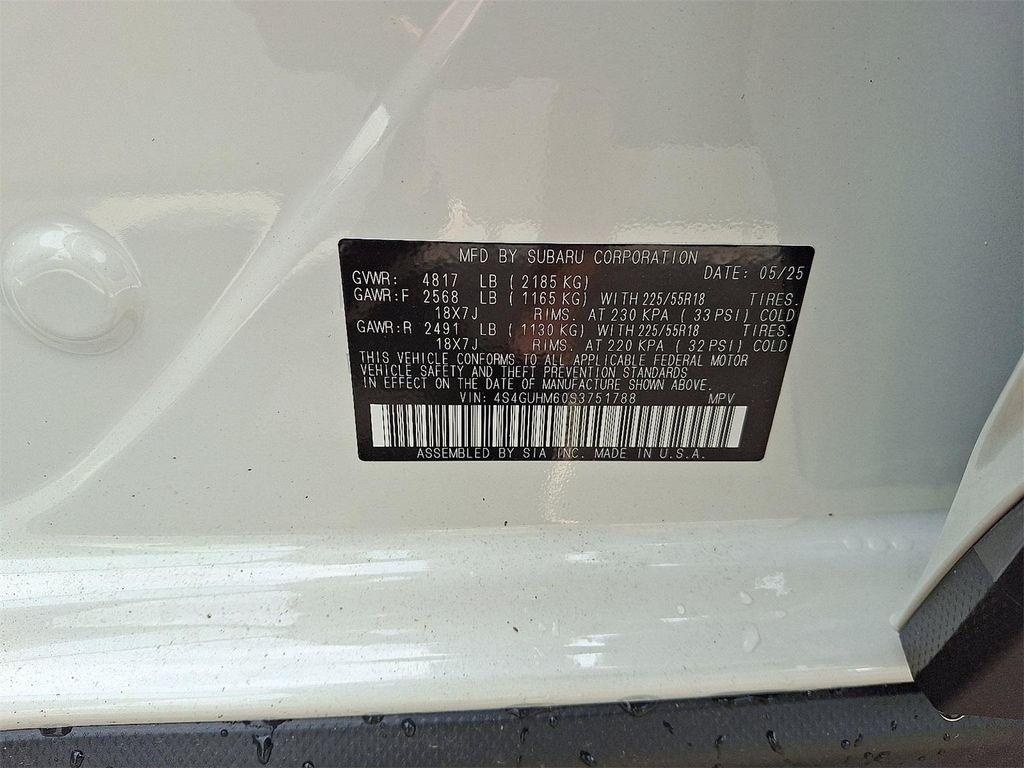 MFD BY SUBARU CORPORATION
DATE: 05/25
GVWR: 4817 LB ( 2185 KG)
GAWR:F 2568 LB ( 1165 KG) WITH 225/55R18 TIRES.
18X7J RIMS. AT 230 KPA ( 33 PSI) COLD
GAWR:R 2491 LB ( 1130 KG) WITH 225/55R18 TIRES.
18X7J RIMS. AT 220 KPA ( 32 PSI) COLD
THIS VEHICLE CONFORMS TO ALL APPLICABLE FEDERAL MOTOR
VEHICLE SAFETY AND THEFT PREVENTION STANDARDS
IN EFFECT ON THE DATE OF MANUFACTURE SHOWN ABOVE.
VIN: 4S4GUHM60S3751788 MPV
ASSEMBLED BY SIA INC. MADE IN U.S.A.